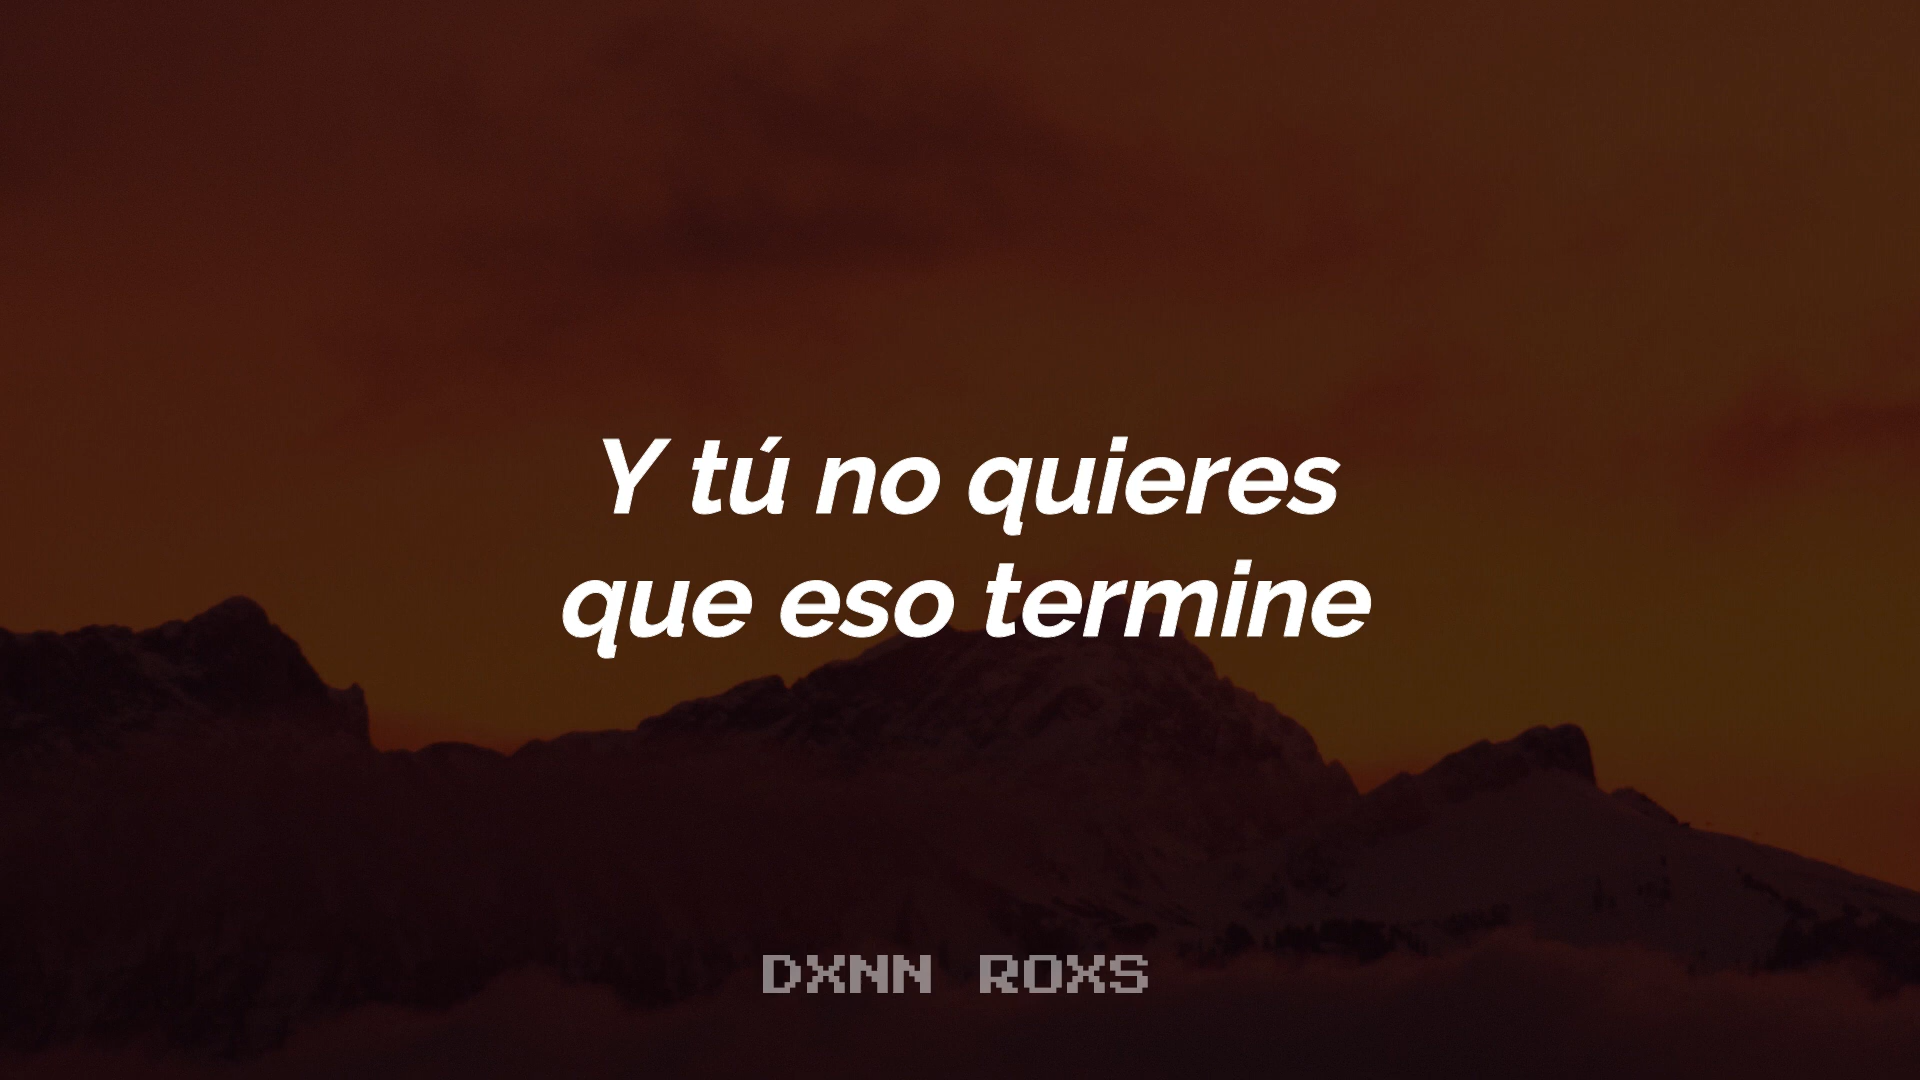 Y tú no quieres
que eso termine
DXNN ROXS